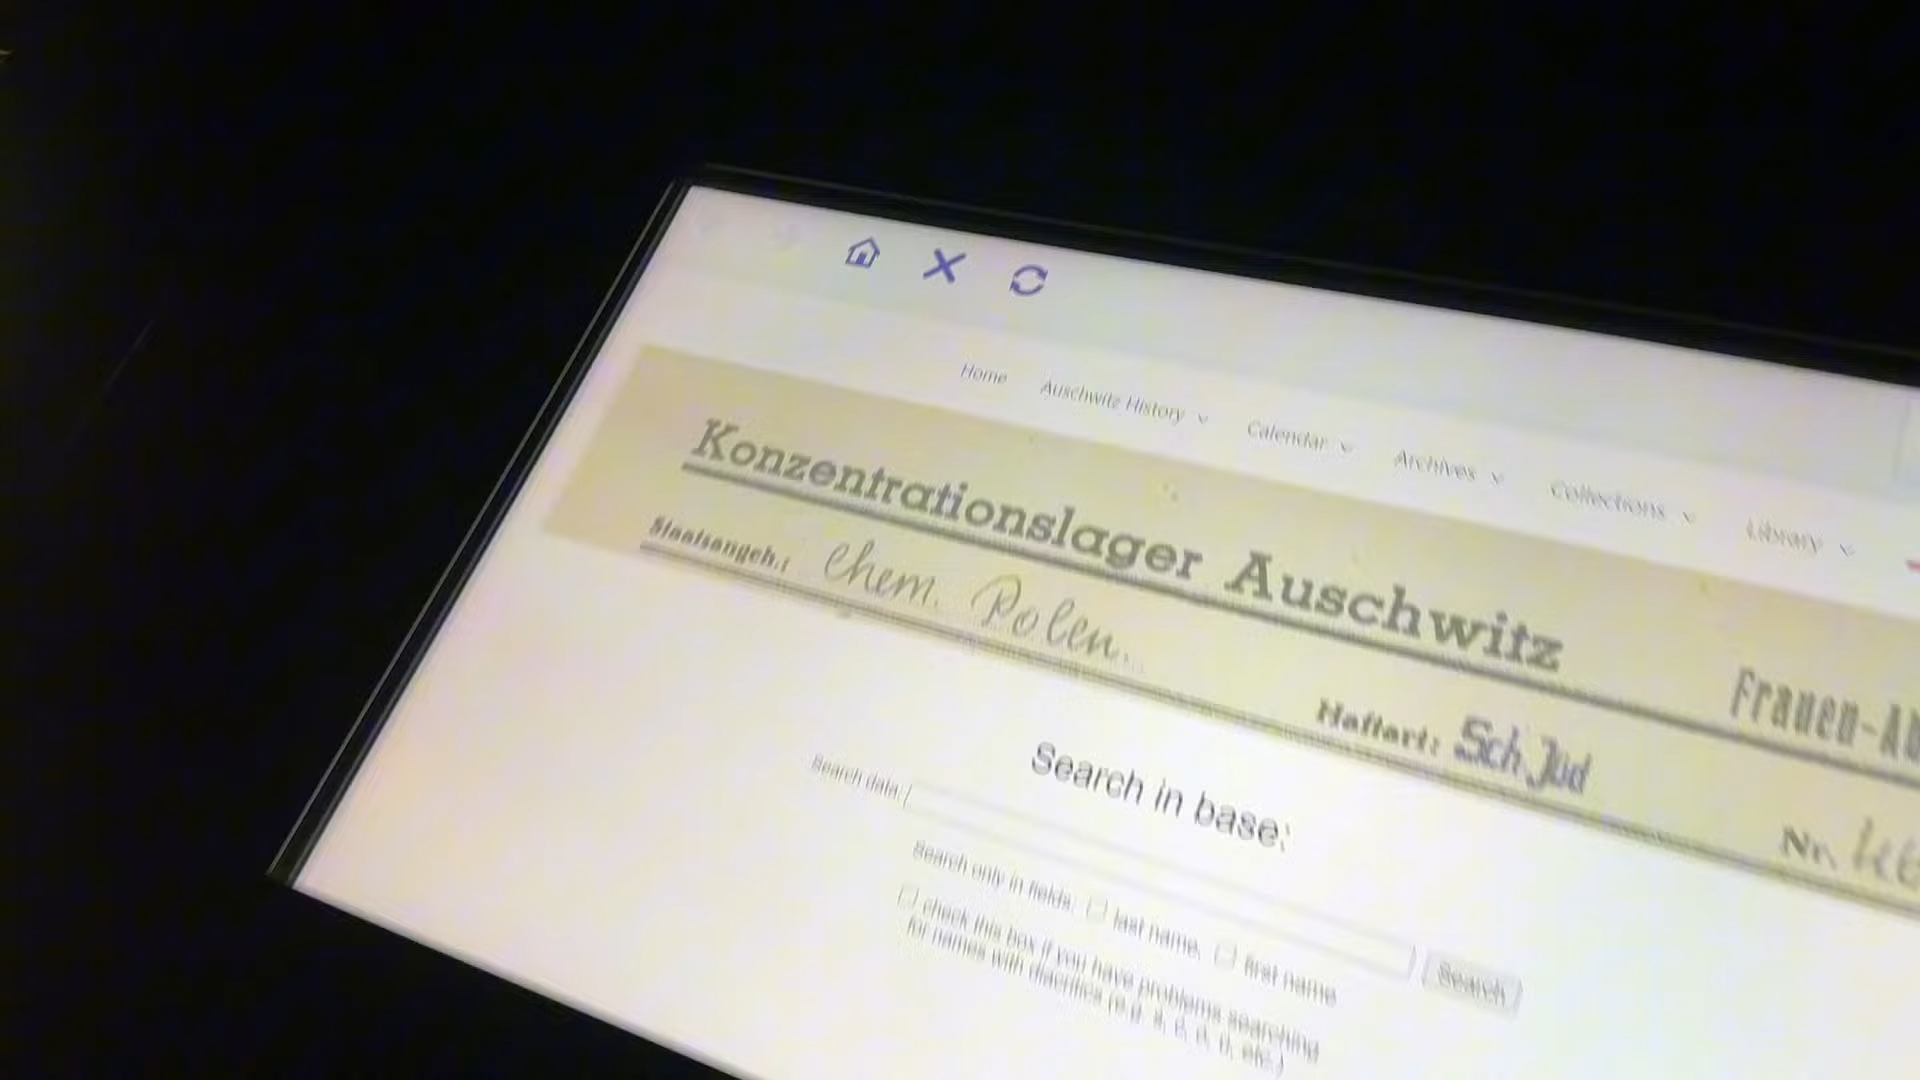 Home Auschwitz History Calendar Archives Collections Library
Konzentrationslager Auschwitz
Frauen-
Staatsangeh.: Ehem. Polen.
Haftart: Sch. Jud
Nr.
Search in base:
Search data:
Search
Search only in fields: last name, first name
check this box if you have problems searching
for names with diacritics (e.g.